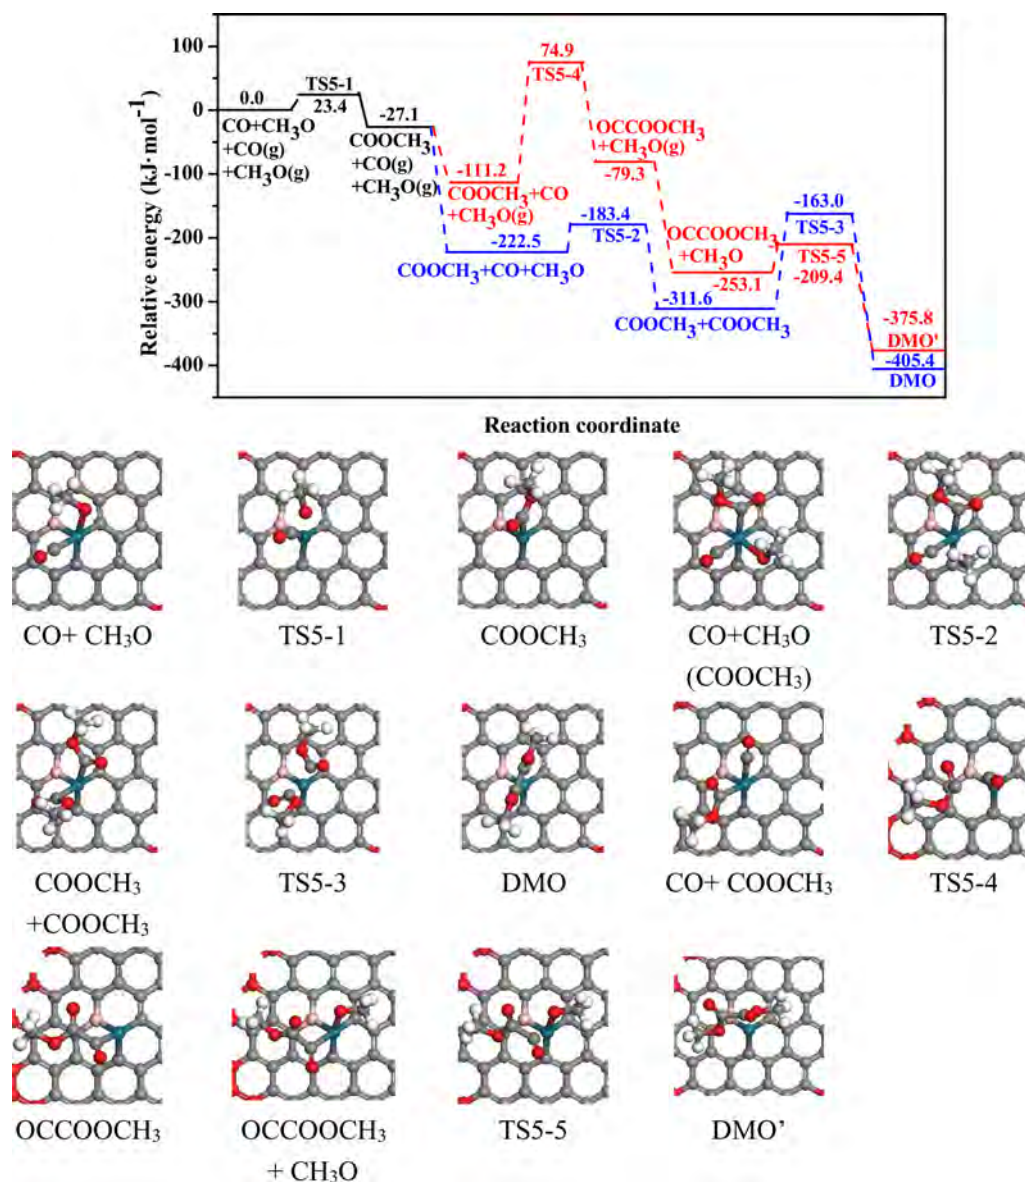 Relative energy (kJ·mol⁻¹)
100
0
-100
-200
-300
-400
0.0
CO+CH₃O
+CO(g)
+CH₃O(g)
TS5-1
23.4
-27.1
COOCH₃
+CO(g)
+CH₃O(g)
-111.2
COOCH₃+CO
+CH₃O(g)
74.9
TS5-4
OCCOOCH₃
+CH₃O(g)
-79.3
-222.5
COOCH₃+CO+CH₃O
-183.4
TS5-2
OCCOOCH₃
+CH₃O
-253.1
-311.6
COOCH₃+COOCH₃
-163.0
TS5-3
TS5-5
-209.4
-375.8
DMO'
-405.4
DMO
Reaction coordinate
CO+ CH₃O
TS5-1
COOCH₃
CO+CH₃O
(COOCH₃)
TS5-2
COOCH₃
+COOCH₃
TS5-3
DMO
CO+ COOCH₃
TS5-4
OCCOOCH₃
OCCOOCH₃
+ CH₃O
TS5-5
DMO’